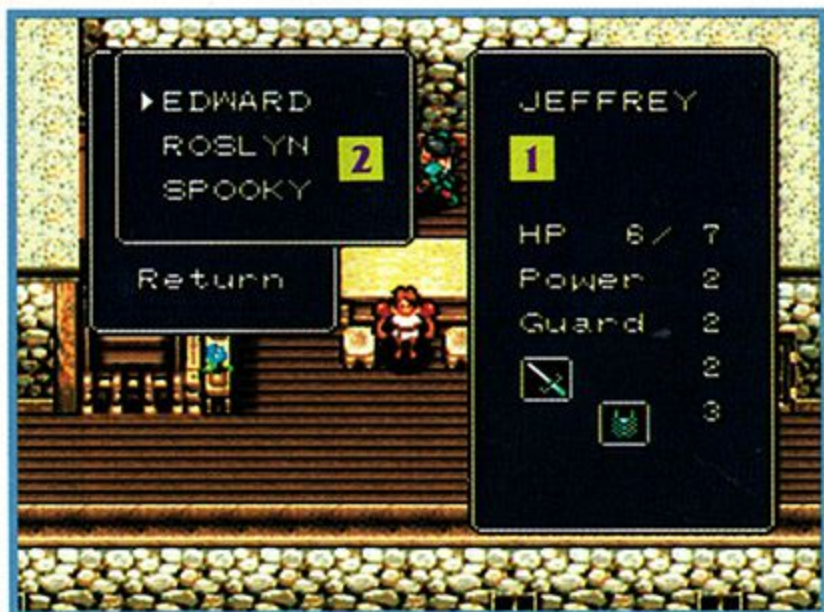 ▶EDWARD
ROSLYN
SPOOKY
2
Return
JEFFREY
1
HP 6/ 7
Power 2
Guard 2
2
3